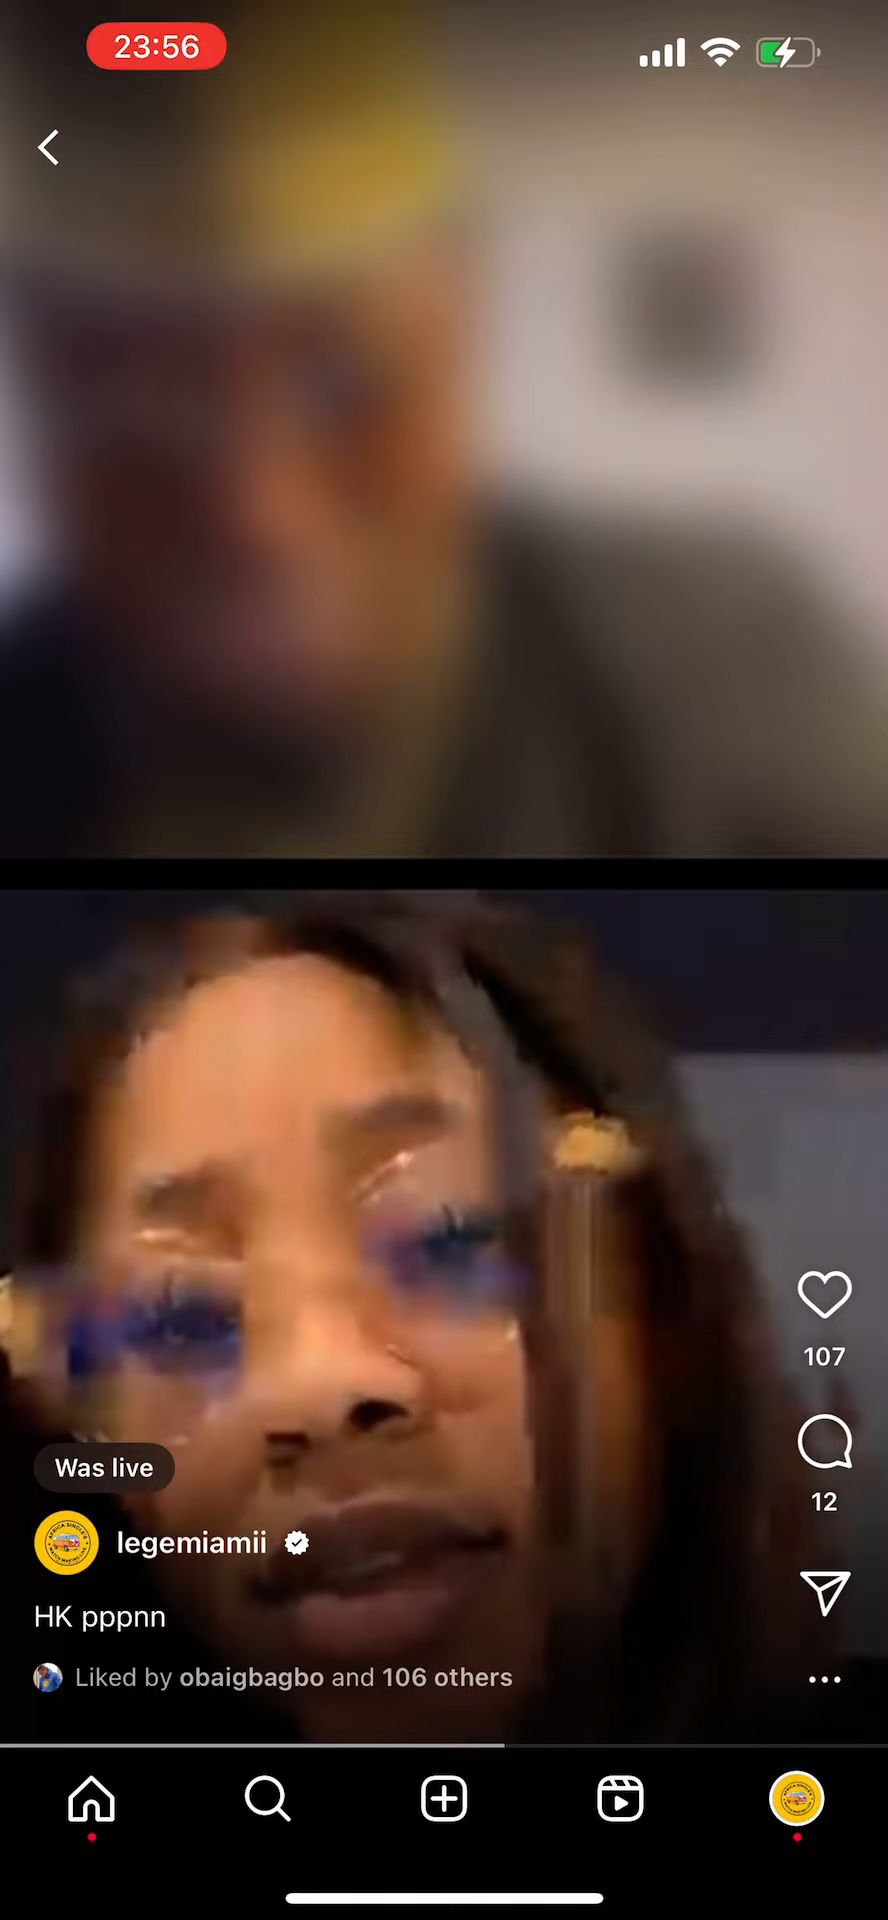 23:56
107
Was live
12
legemiamii
HK pppnn
Liked by obaigbagbo and 106 others